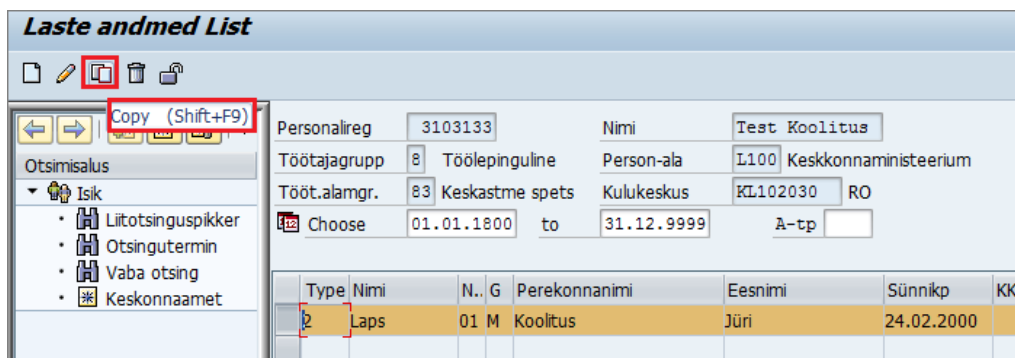 Laste andmed List
Copy (Shift+F9)
Otsimisalus
Isik
Liitotsinguspikker
Otsingutermin
Vaba otsing
Keskonnaamet
Personalireg 3103133 Nimi Test Koolitus
Töötajagrupp 8 Töölepinguline Person-ala L100 Keskkonnaministeerium
Tööt.alamgr. 83 Keskastme spets Kulukeskus KL102030 RO
Choose 01.01.1800 to 31.12.9999 A-tp
Type Nimi N.. G Perekonnanimi Eesnimi Sünnikp KK
2 Laps 01 M Koolitus Jüri 24.02.2000